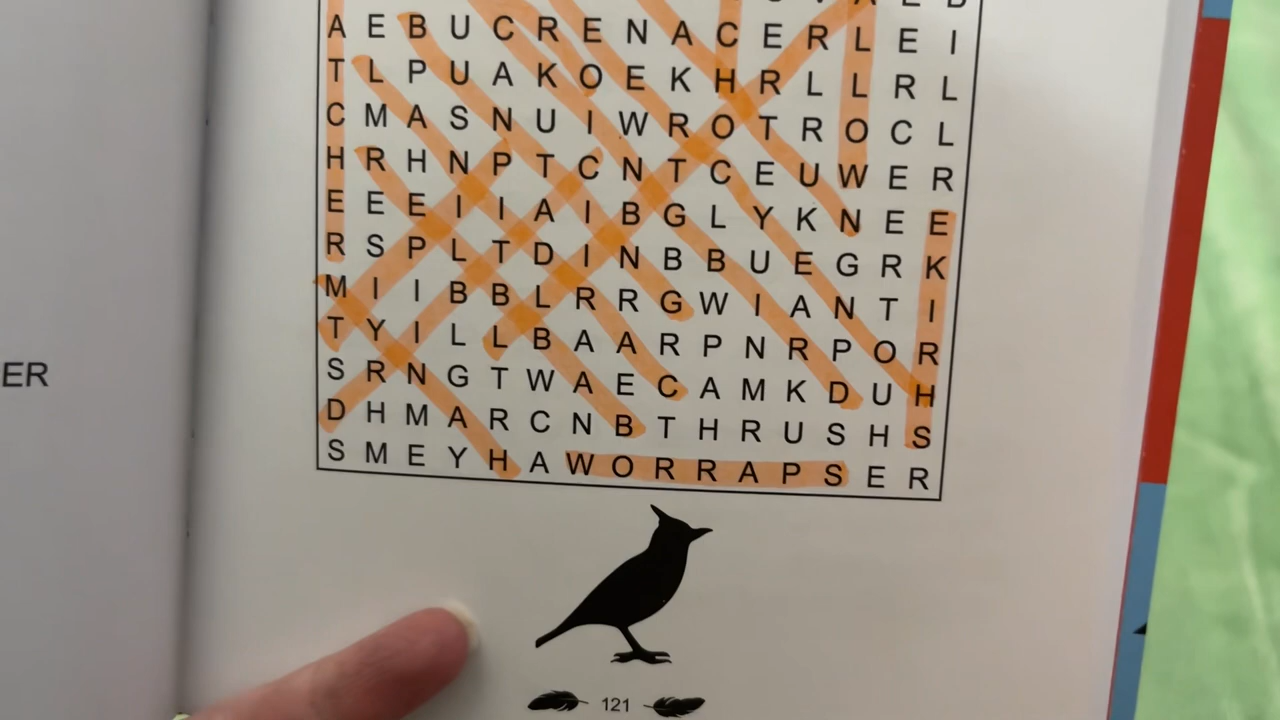 A E B U C R E N A C E R L E I
T L P U A K O E K H R L L R L
C M A S N U I W R O T R O C L
H R H N P T C N T C E U W E R
E E E I I A I B G L Y K N E E
R S P L T D I N B B U E G R K
M I I B B L R R G W I A N T I
T Y I L L B A A R P N R P O R
S R N G T W A E C A M K D U H
D H M A R C N B T H R U S H S
S M E Y H A W O R R A P S E R
ER
121